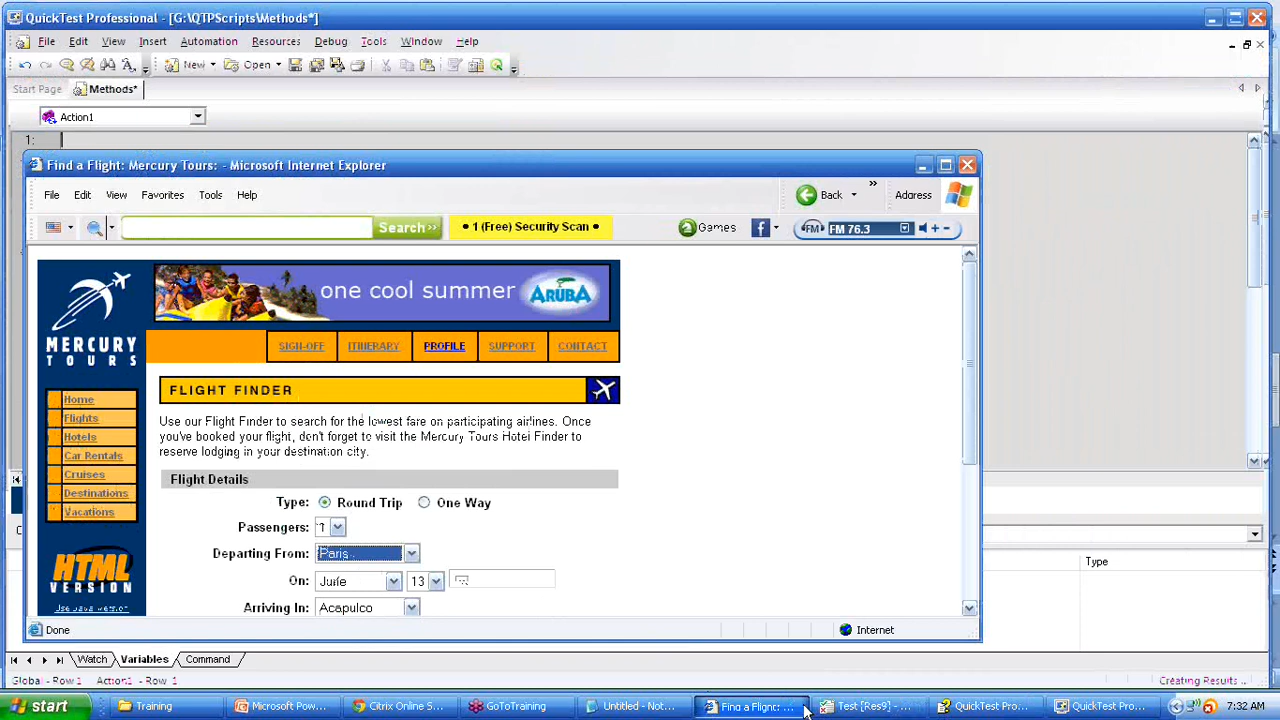 QuickTest Professional - [G:\QTPScripts\Methods*]
File Edit View Insert Automation Resources Debug Tools Window Help
New Open
Start Page Methods*
Action1
1:
Find a Flight: Mercury Tours: - Microsoft Internet Explorer
File Edit View Favorites Tools Help
Back Address
Search>> • 1 (Free) Security Scan • Games FM FM 76.3
one cool summer ARUBA
MERCURY
TOURS
SIGN-OFF ITINERARY PROFILE SUPPORT CONTACT
FLIGHT FINDER
Use our Flight Finder to search for the lowest fare on participating airlines. Once
you've booked your flight, don't forget to visit the Mercury Tours Hotel Finder to
reserve lodging in your destination city.
Home
Flights
Hotels
Car Rentals
Cruises
Destinations
Vacations
HTML
VERSION
Use Java Version
Flight Details
Type: Round Trip One Way
Passengers: 1
Departing From: Paris
On: June 13
Arriving In: Acapulco
Type
Done Internet
Watch Variables Command
Global - Row 1 Action1 - Row 1 Creating Results...
start Training Microsoft Pow... Citrix Online S... GoToTraining Untitled - Not... Find a Flight: ... Test [Res9] - ... QuickTest Pro... QuickTest Pro... 7:32 AM